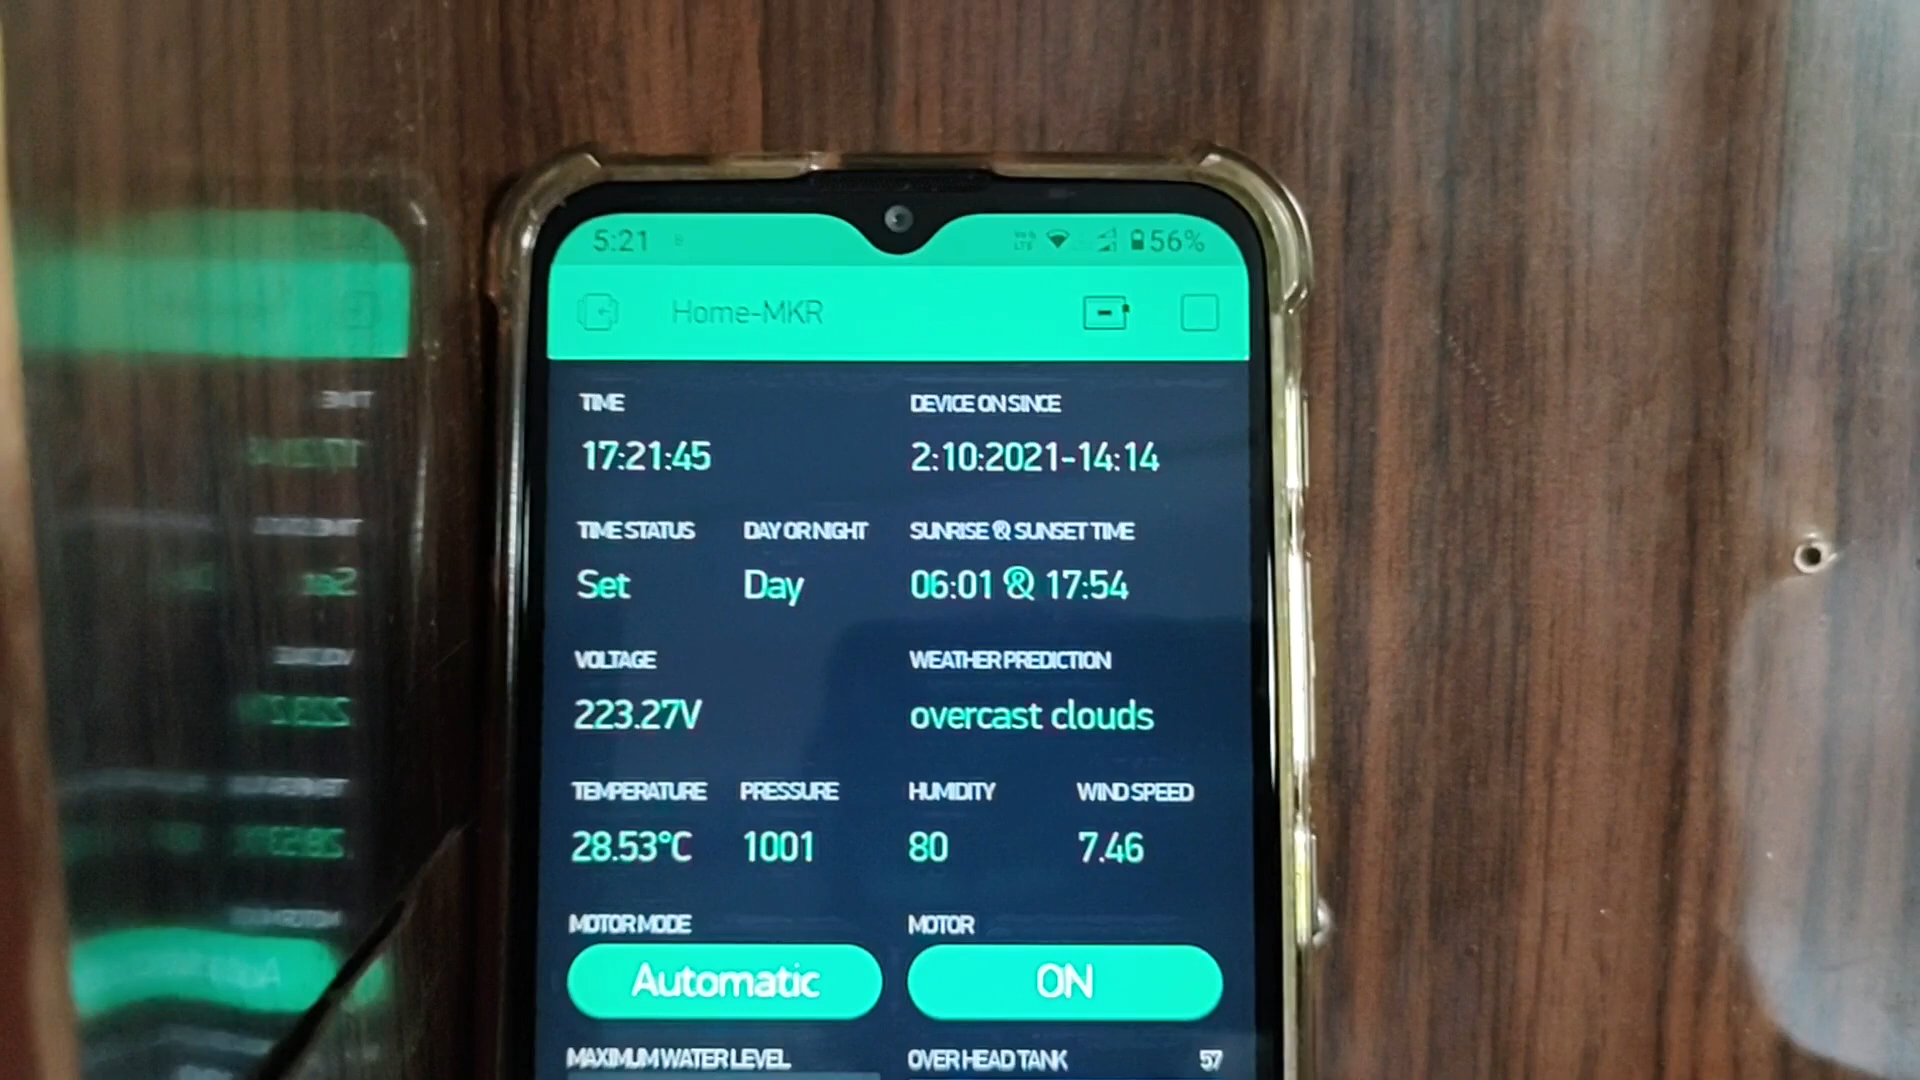 5:21 56%
Home-MKR
TIME DEVICE ON SINCE
17:21:45 2:10:2021-14:14
TIME STATUS DAY OR NIGHT SUNRISE & SUNSET TIME
Set Day 06:01 & 17:54
VOLTAGE WEATHER PREDICTION
223.27V overcast clouds
TEMPERATURE PRESSURE HUMIDITY WIND SPEED
28.53°C 1001 80 7.46
MOTOR MODE MOTOR
Automatic ON
MAXIMUM WATER LEVEL OVER HEAD TANK 57